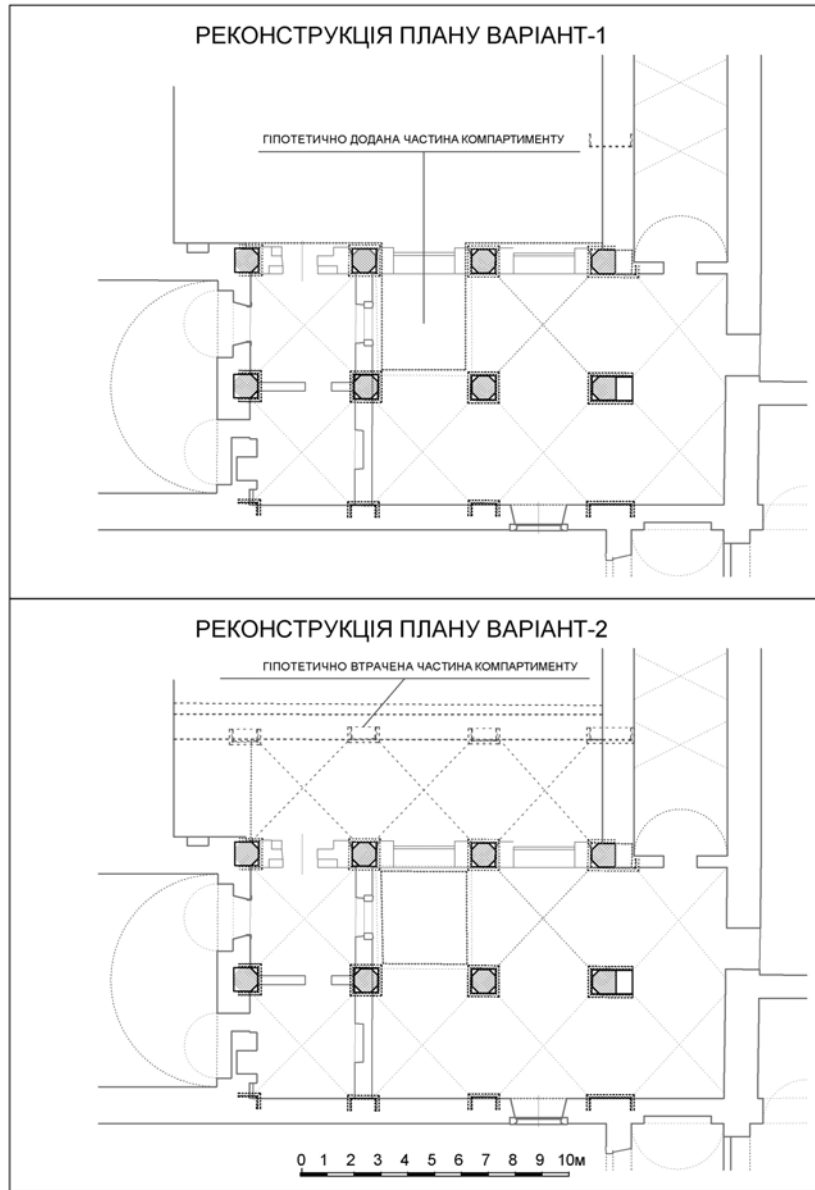 РЕКОНСТРУКЦІЯ ПЛАНУ ВАРІАНТ-1
ГІПОТЕТИЧНО ДОДАНА ЧАСТИНА КОМПАРТИМЕНТУ
РЕКОНСТРУКЦІЯ ПЛАНУ ВАРІАНТ-2
ГІПОТЕТИЧНО ВТРАЧЕНА ЧАСТИНА КОМПАРТИМЕНТУ
0 1 2 3 4 5 6 7 8 9 10м